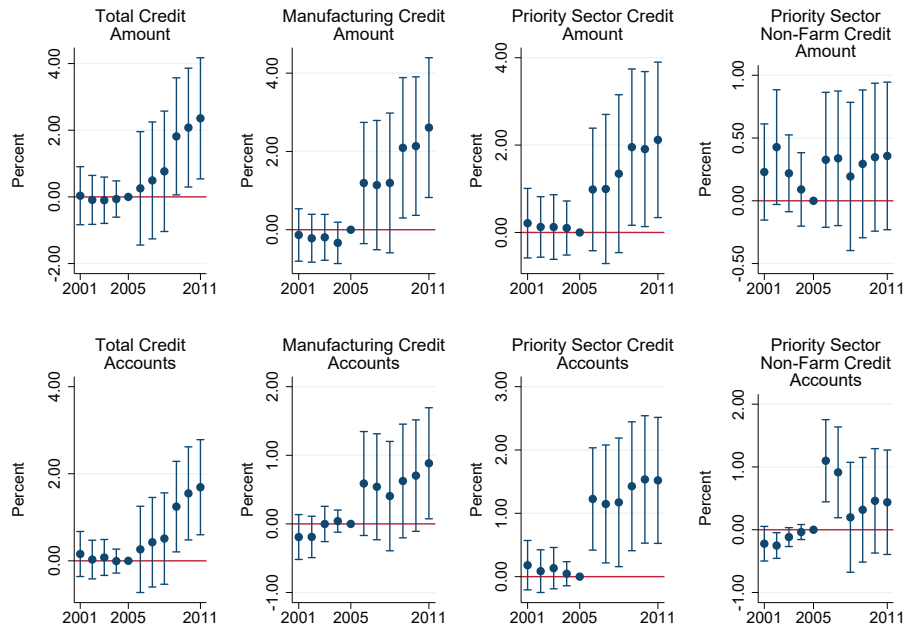 Total Credit
Amount
Percent
4.00
2.00
0.00
-2.00
2001
2005
2011
Manufacturing Credit
Amount
Percent
4.00
2.00
0.00
2001
2005
2011
Priority Sector Credit
Amount
Percent
4.00
2.00
0.00
2001
2005
2011
Priority Sector
Non-Farm Credit
Amount
Percent
1.00
0.50
0.00
-0.50
2001
2005
2011
Total Credit
Accounts
Percent
4.00
2.00
0.00
2001
2005
2011
Manufacturing Credit
Accounts
Percent
2.00
1.00
0.00
-1.00
2001
2005
2011
Priority Sector Credit
Accounts
Percent
3.00
2.00
1.00
0.00
2001
2005
2011
Priority Sector
Non-Farm Credit
Accounts
Percent
2.00
1.00
0.00
-1.00
2001
2005
2011